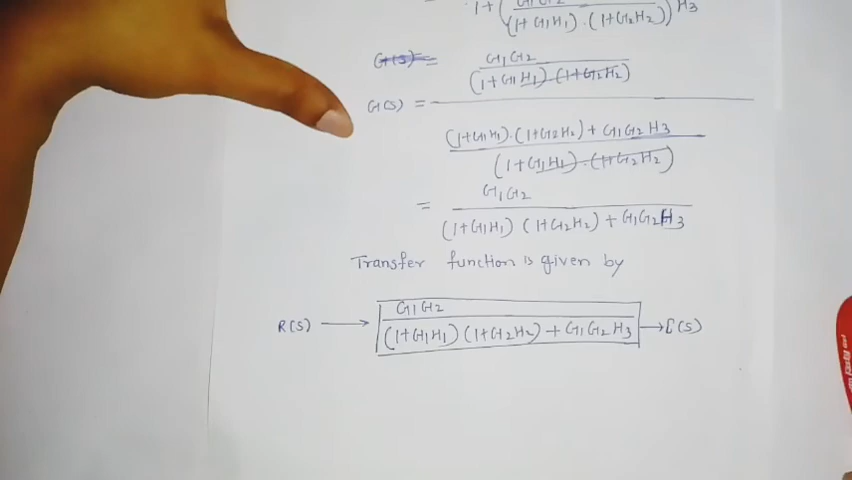 1+ (G1G2
(1+G1H1).(1+G2H2)) H3
G(S) = G1G2
(1+G1H1) (1+G2H2)
G(S) =
(1+G1H1).(1+G2H2)+G1G2H3
(1+G1H1).(1+G2H2)
= G1G2
(1+G1H1) (1+G2H2) + G1G2H3
Transfer function is given by
G1G2
R(S) → (1+G1H1) (1+G2H2) + G1G2H3 → C(S)